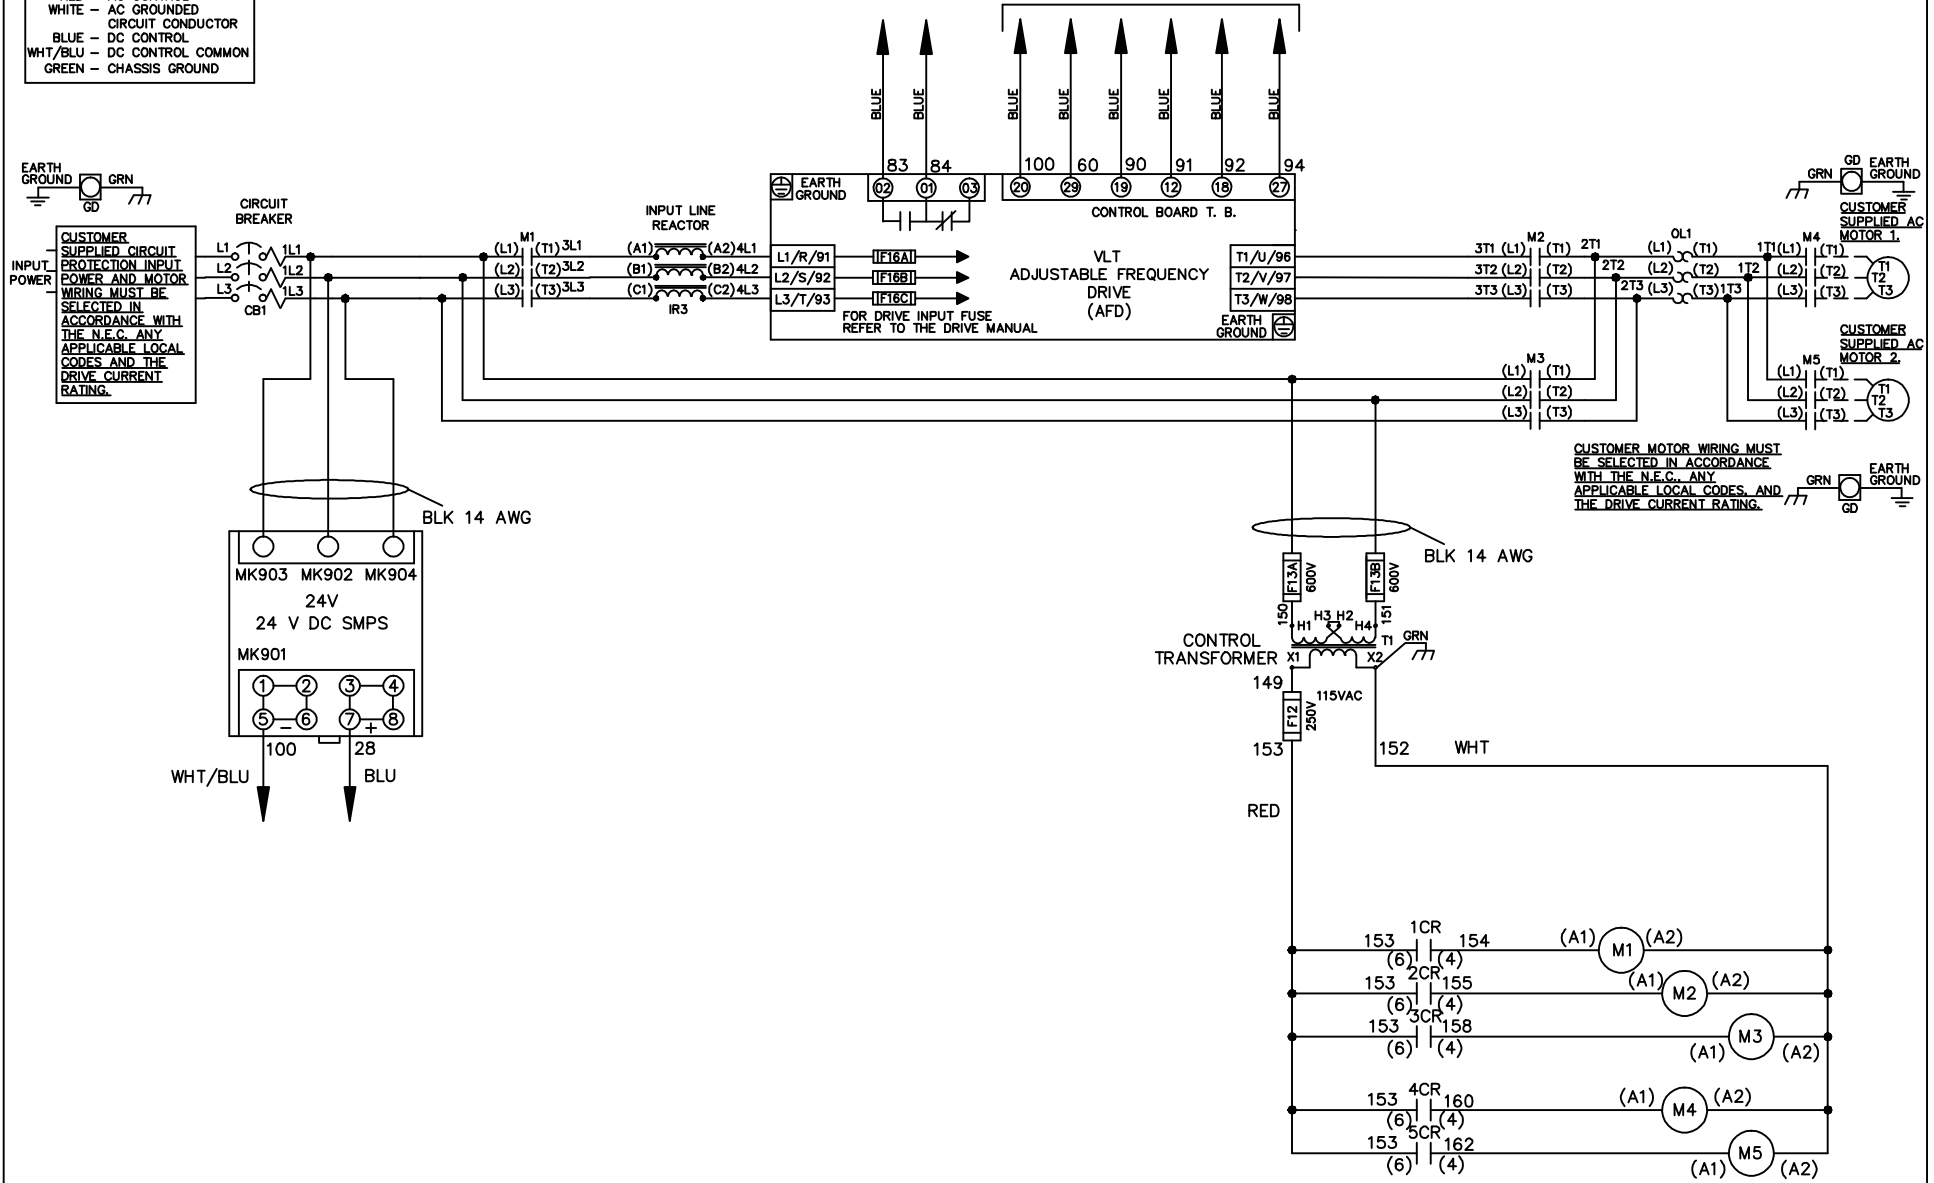 WHITE – AC GROUNDED
CIRCUIT CONDUCTOR
BLUE – DC CONTROL
WHT/BLU – DC CONTROL COMMON
GREEN – CHASSIS GROUND
BLUE
BLUE
BLUE
BLUE
BLUE
BLUE
BLUE
BLUE
83
84
100
60
90
91
92
94
EARTH
GROUND
02
01
03
20
29
19
12
18
27
CONTROL BOARD T. B.
EARTH
GROUND
GRN
GD
CIRCUIT
BREAKER
L1
L2
L3
1L1
1L2
1L3
CB1
INPUT
POWER
CUSTOMER
SUPPLIED CIRCUIT
PROTECTION INPUT
POWER AND MOTOR
WIRING MUST BE
SELECTED IN
ACCORDANCE WITH
THE N.E.C. ANY
APPLICABLE LOCAL
CODES AND THE
DRIVE CURRENT
RATING.
M1
(L1) (T1) 3L1
(L2) (T2) 3L2
(L3) (T3) 3L3
INPUT LINE
REACTOR
(A1) (A2) 4L1
(B1) (B2) 4L2
(C1) (C2) 4L3
IR3
L1/R/91
L2/S/92
L3/T/93
F16A
F16B
F16C
FOR DRIVE INPUT FUSE
REFER TO THE DRIVE MANUAL
VLT
ADJUSTABLE FREQUENCY
DRIVE
(AFD)
T1/U/96
T2/V/97
T3/W/98
EARTH
GROUND
M2
3T1 (L1) (T1) 2T1
3T2 (L2) (T2) 2T2
3T3 (L3) (T3) 2T3
OL1
(L1) (T1) 1T1
(L2) (T2) 1T2
(L3) (T3) 1T3
M4
(L1) (T1)
(L2) (T2)
(L3) (T3)
T1
T2
T3
GRN
GD
EARTH
GROUND
CUSTOMER
SUPPLIED AC
MOTOR 1.
M3
(L1) (T1)
(L2) (T2)
(L3) (T3)
CUSTOMER
SUPPLIED AC
MOTOR 2.
M5
(L1) (T1)
(L2) (T2)
(L3) (T3)
T1
T2
T3
CUSTOMER MOTOR WIRING MUST
BE SELECTED IN ACCORDANCE
WITH THE N.E.C., ANY
APPLICABLE LOCAL CODES, AND
THE DRIVE CURRENT RATING.
GRN
GD
EARTH
GROUND
BLK 14 AWG
MK903 MK902 MK904
24V
24 V DC SMPS
MK901
1 2 3 4
5 – 6 7 + 8
100
28
WHT/BLU
BLU
BLK 14 AWG
F13A
600V
F13B
600V
150
151
H1 H3 H2 H4
T1
GRN
CONTROL
TRANSFORMER
X1
X2
149
115VAC
F12
250V
153
152
WHT
RED
153 1CR 154 (A1) M1 (A2)
(6) (4)
153 2CR 155 (A1) M2 (A2)
(6) (4)
153 3CR 158 M3
(6) (4) (A1) (A2)
153 4CR 160 (A1) M4 (A2)
(6) (4)
153 5CR 162 M5
(6) (4) (A1) (A2)